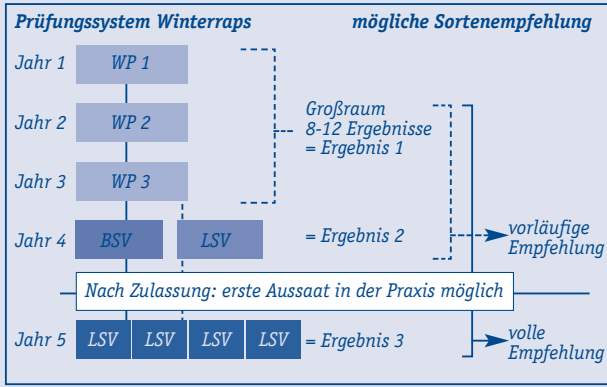 Prüfungssystem Winterraps mögliche Sortenempfehlung
Jahr 1 WP 1
Großraum
8-12 Ergebnisse
= Ergebnis 1
Jahr 2 WP 2
Jahr 3 WP 3
Jahr 4 BSV LSV = Ergebnis 2
vorläufige
Empfehlung
Nach Zulassung: erste Aussaat in der Praxis möglich
Jahr 5 LSV LSV LSV LSV = Ergebnis 3
volle
Empfehlung